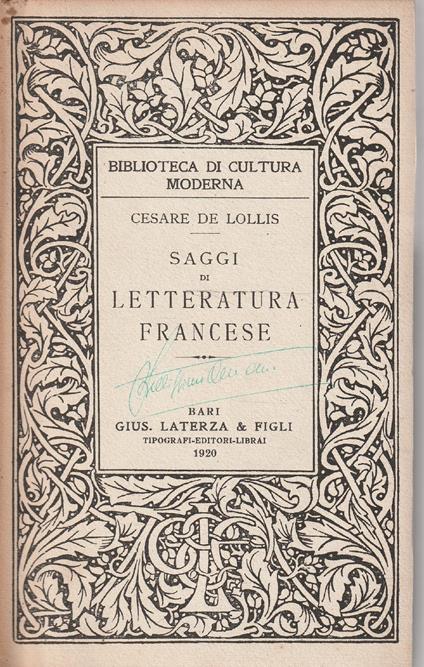 BIBLIOTECA DI CULTURA
MODERNA
CESARE DE LOLLIS
SAGGI
DI
LETTERATURA
FRANCESE
BARI
GIUS. LATERZA & FIGLI
TIPOGRAFI-EDITORI-LIBRAI
1920